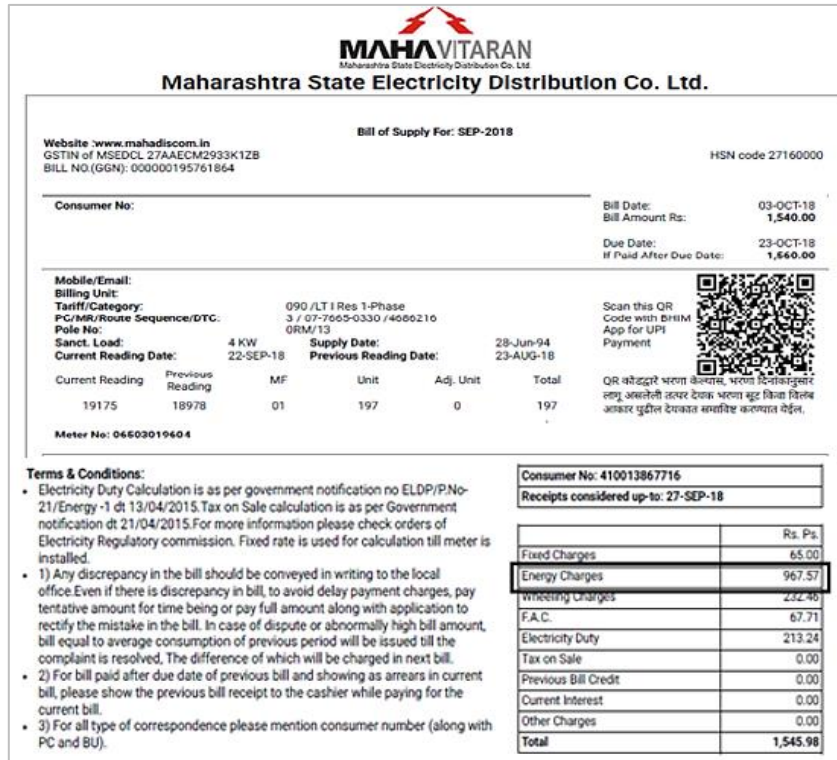 MAHAVITARAN
Maharashtra State Electricity Distribution Co. Ltd.
Maharashtra State Electricity Distribution Co. Ltd.
Bill of Supply For: SEP-2018
Website :www.mahadiscom.in
GSTIN of MSEDCL 27AAECM2933K1ZB HSN code 27160000
BILL NO.(GGN): 000000195761864
Consumer No: Bill Date: 03-OCT-18
Bill Amount Rs: 1,540.00
Due Date: 23-OCT-18
If Paid After Due Date: 1,560.00
Mobile/Email:
Billing Unit:
Tariff/Category: 090 /LT I Res 1-Phase
PC/MR/Route Sequence/DTC: 3 / 07-7665-0330 /4686216
Pole No: 0RM/13
Sanct. Load: 4 KW Supply Date: 28-Jun-94
Current Reading Date: 22-SEP-18 Previous Reading Date: 23-AUG-18
Scan this QR
Code with BHIM
App for UPI
Payment
Current Reading Previous Reading MF Unit Adj. Unit Total
19175 18978 01 197 0 197
Meter No: 06503019604
QR कोडद्वारे भरणा केल्यास, भरणा दिनांकानुसार
लागू असलेली तत्पर देयक भरणा सूट किंवा विलंब
आकार पुढील देयकात समाविष्ट करण्यात येईल.
Terms & Conditions:
• Electricity Duty Calculation is as per government notification no ELDP/P.No-
21/Energy -1 dt 13/04/2015.Tax on Sale calculation is as per Government
notification dt 21/04/2015.For more information please check orders of
Electricity Regulatory commission. Fixed rate is used for calculation till meter is
installed.
• 1) Any discrepancy in the bill should be conveyed in writing to the local
office.Even if there is discrepancy in bill, to avoid delay payment charges, pay
tentative amount for time being or pay full amount along with application to
rectify the mistake in the bill. In case of dispute or abnormally high bill amount,
bill equal to average consumption of previous period will be issued till the
complaint is resolved, The difference of which will be charged in next bill.
• 2) For bill paid after due date of previous bill and showing as arrears in current
bill, please show the previous bill receipt to the cashier while paying for the
current bill.
• 3) For all type of correspondence please mention consumer number (along with
PC and BU).
Consumer No: 410013867716
Receipts considered up-to: 27-SEP-18
Rs. Ps.
Fixed Charges 65.00
Energy Charges 967.57
Wheeling Charges 232.46
F.A.C. 67.71
Electricity Duty 213.24
Tax on Sale 0.00
Previous Bill Credit 0.00
Current Interest 0.00
Other Charges 0.00
Total 1,545.98